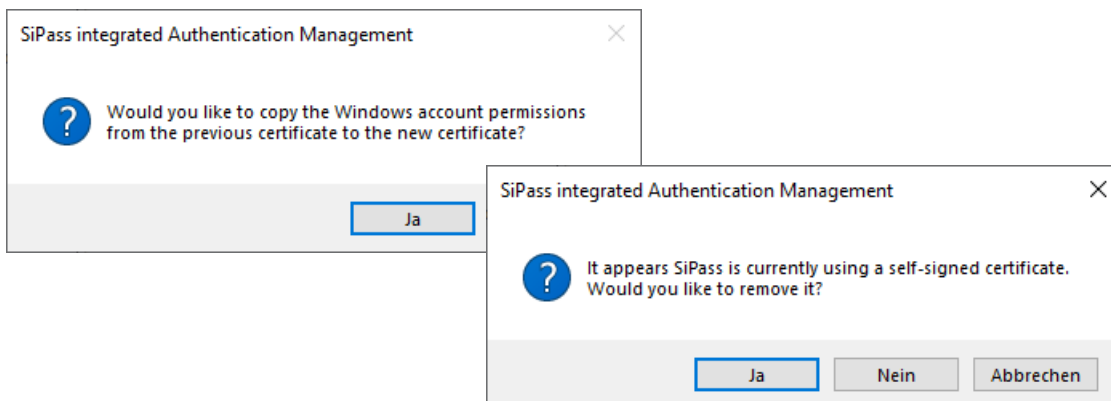 SiPass integrated Authentication Management
Would you like to copy the Windows account permissions
from the previous certificate to the new certificate?
Ja
SiPass integrated Authentication Management
It appears SiPass is currently using a self-signed certificate.
Would you like to remove it?
Ja Nein Abbrechen